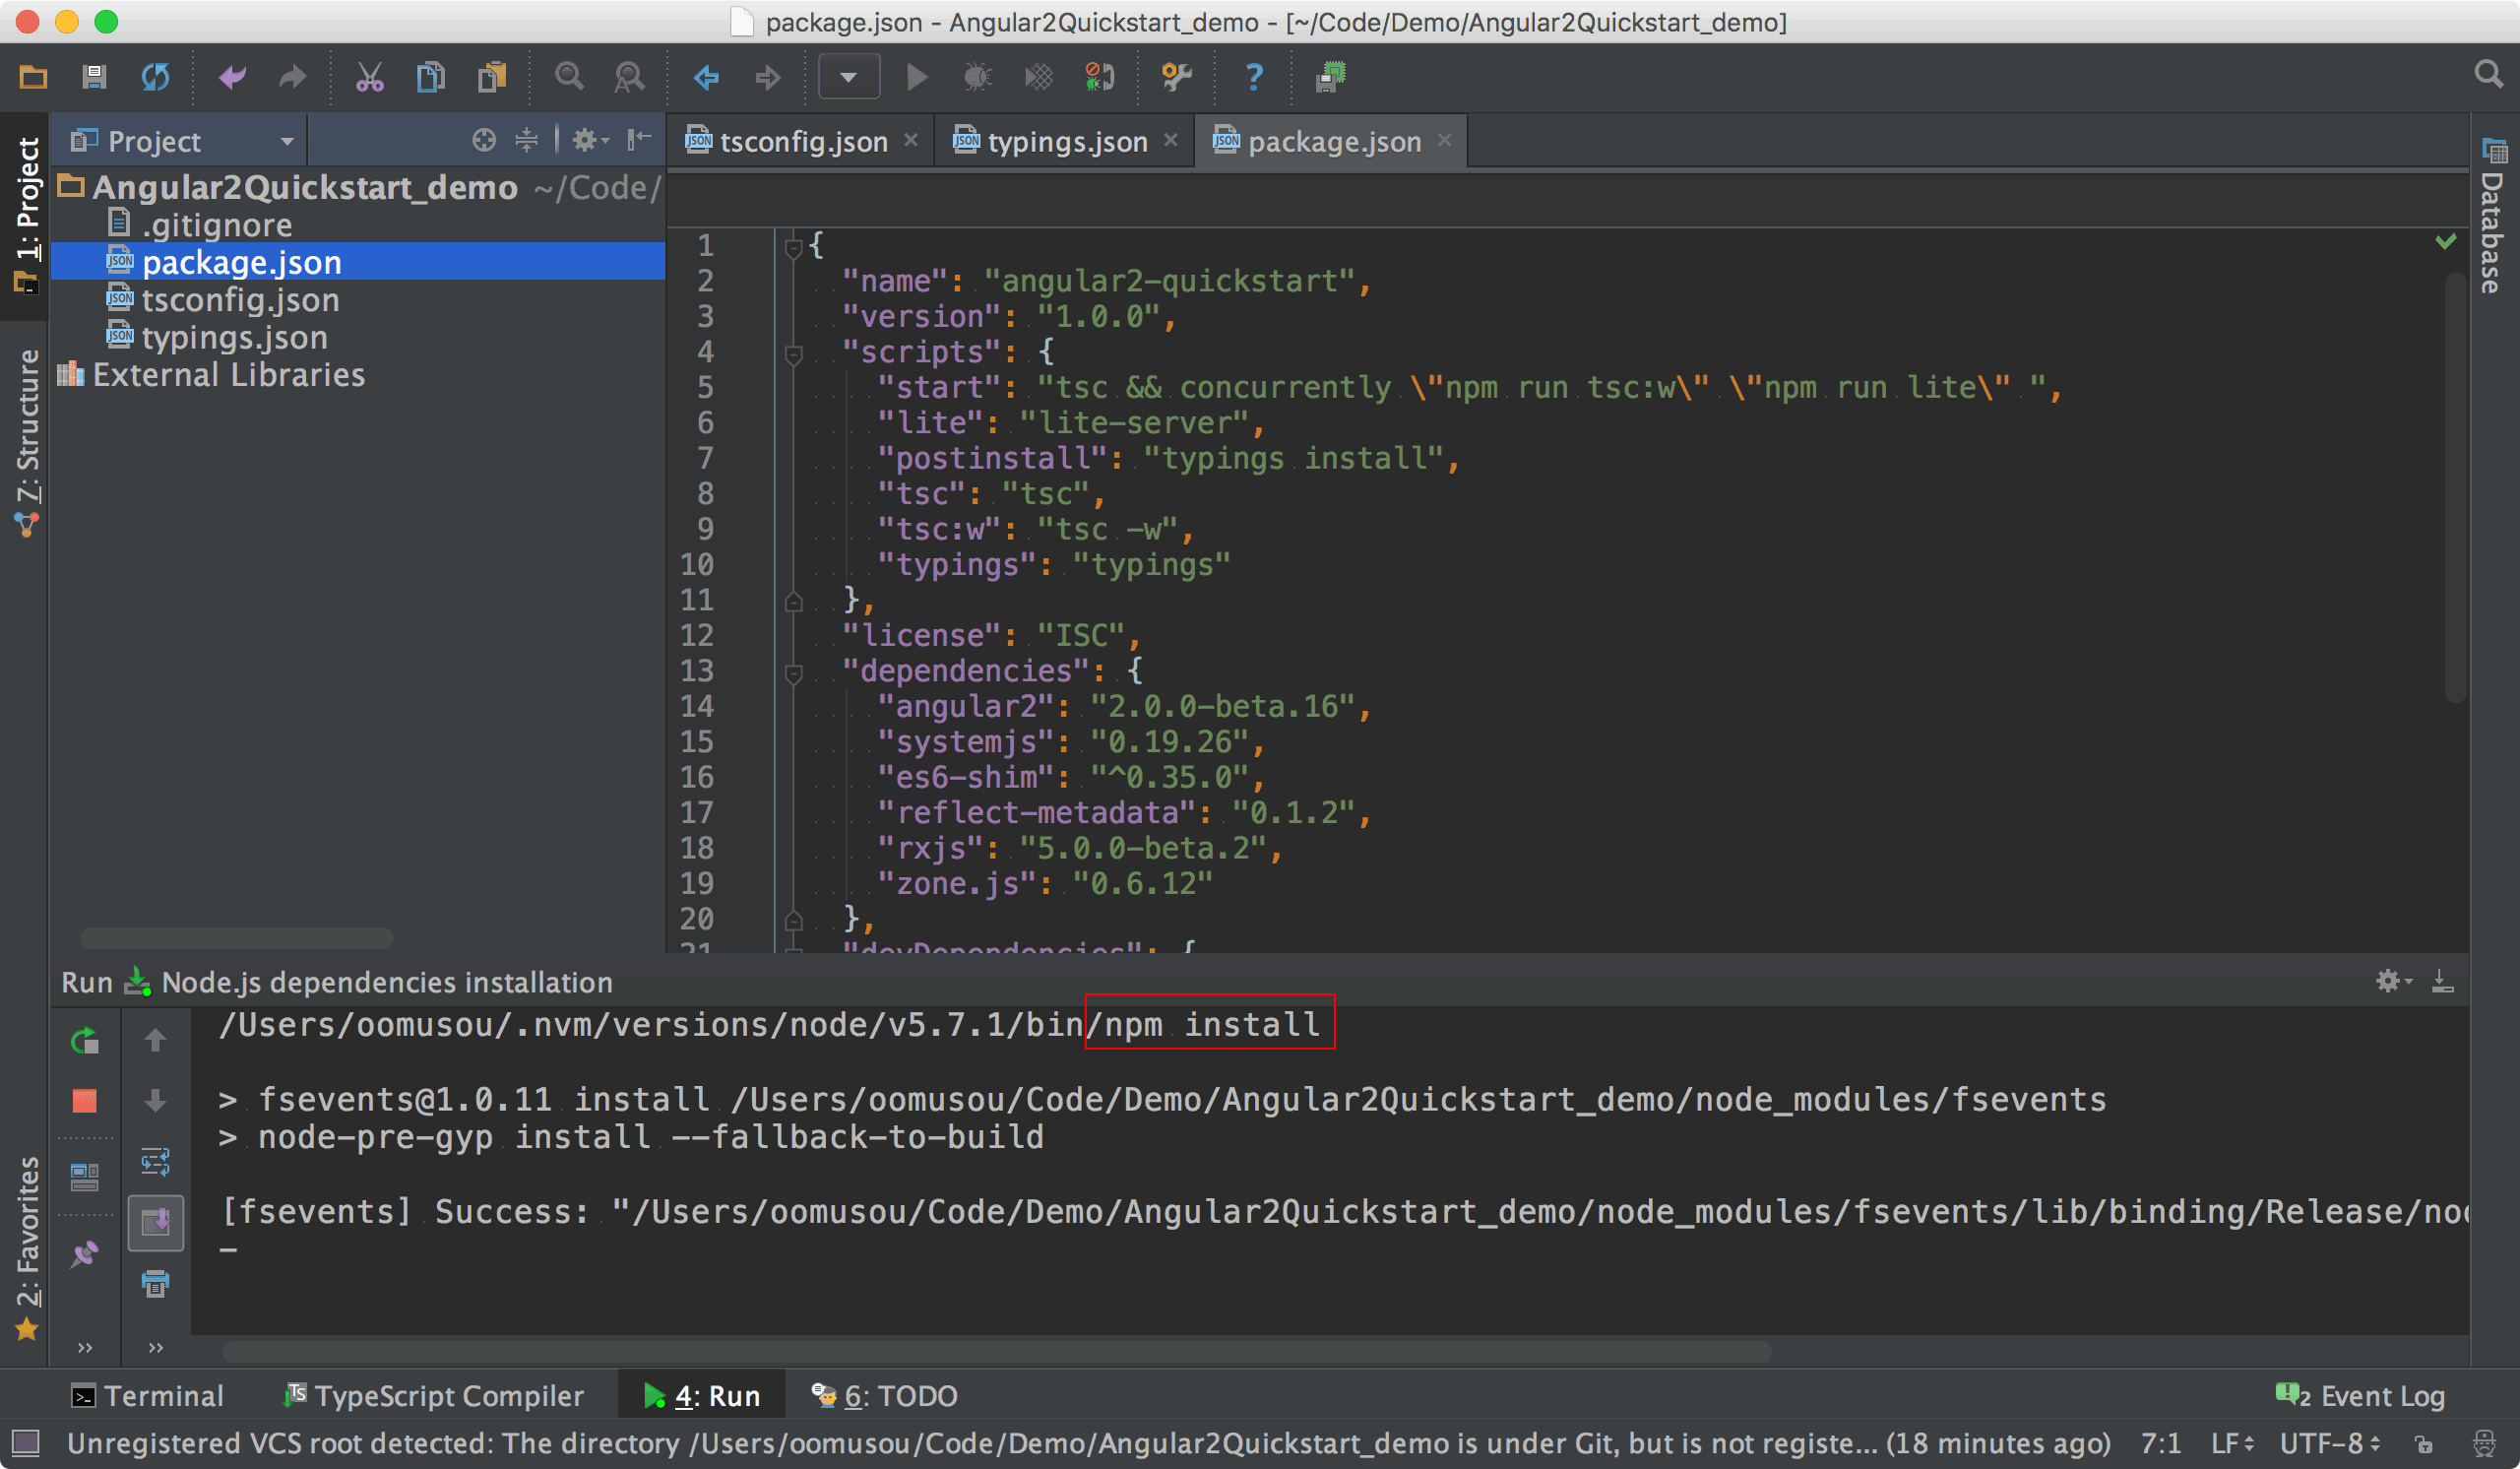 package.json - Angular2Quickstart_demo - [~/Code/Demo/Angular2Quickstart_demo]
1: Project
7: Structure
2: Favorites
Project
Angular2Quickstart_demo ~/Code/
.gitignore
package.json
tsconfig.json
typings.json
External Libraries
tsconfig.json
typings.json
package.json
Database
1 {
2 "name": "angular2-quickstart",
3 "version": "1.0.0",
4 "scripts": {
5 "start": "tsc && concurrently \"npm run tsc:w\" \"npm run lite\" ",
6 "lite": "lite-server",
7 "postinstall": "typings install",
8 "tsc": "tsc",
9 "tsc:w": "tsc -w",
10 "typings": "typings"
11 },
12 "license": "ISC",
13 "dependencies": {
14 "angular2": "2.0.0-beta.16",
15 "systemjs": "0.19.26",
16 "es6-shim": "^0.35.0",
17 "reflect-metadata": "0.1.2",
18 "rxjs": "5.0.0-beta.2",
19 "zone.js": "0.6.12"
20 },
21 "devDependencies": {
Run Node.js dependencies installation
/Users/oomusou/.nvm/versions/node/v5.7.1/bin/npm install
> fsevents@1.0.11 install /Users/oomusou/Code/Demo/Angular2Quickstart_demo/node_modules/fsevents
> node-pre-gyp install --fallback-to-build
[fsevents] Success: "/Users/oomusou/Code/Demo/Angular2Quickstart_demo/node_modules/fsevents/lib/binding/Release/no
Terminal
TypeScript Compiler
4: Run
6: TODO
2 Event Log
Unregistered VCS root detected: The directory /Users/oomusou/Code/Demo/Angular2Quickstart_demo is under Git, but is not registe... (18 minutes ago) 7:1 LF UTF-8